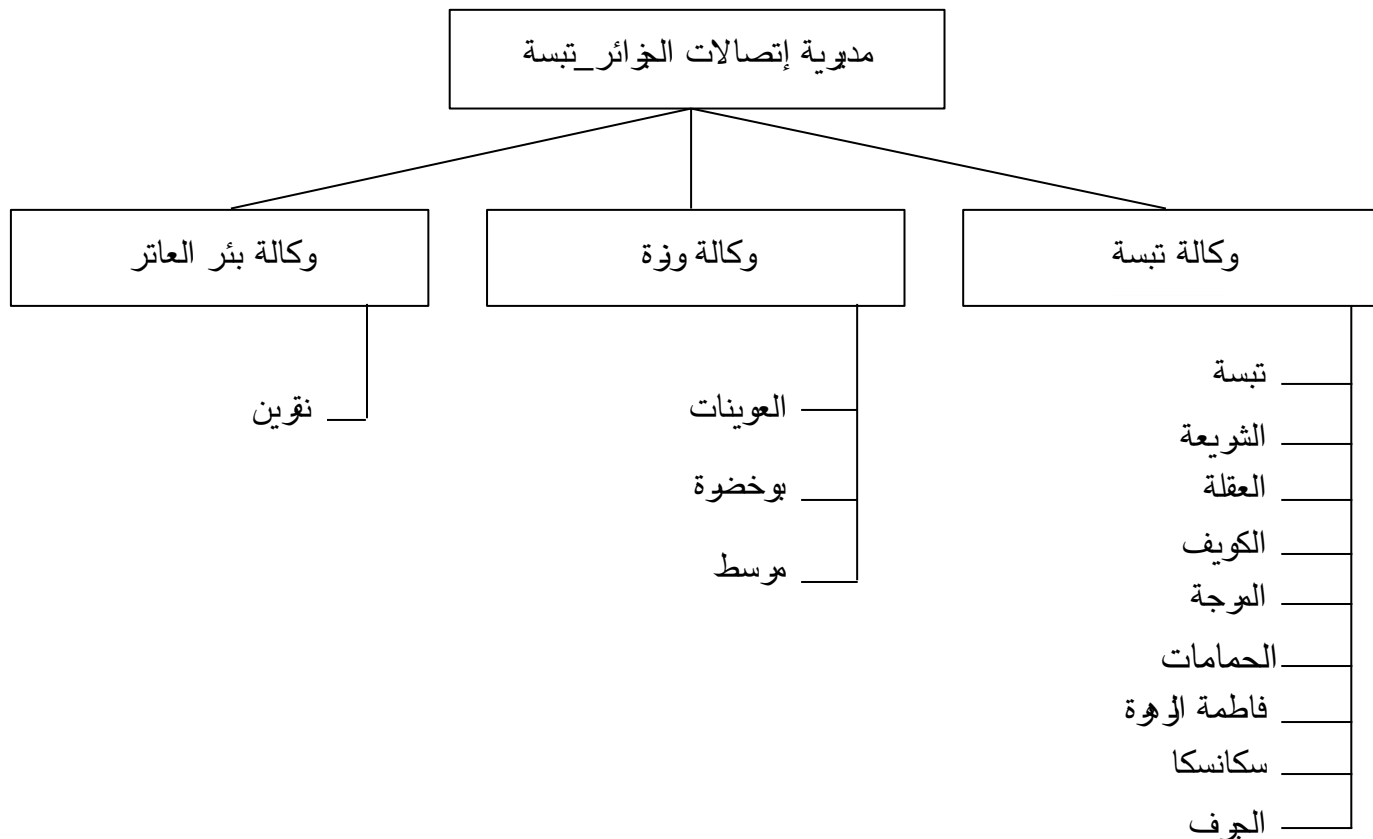 مديرية إتصالات الجزائر_تبسة
وكالة تبسة
وكالة ونزة
وكالة بئر العاتر
تبسة
الشريعة
العقلة
الكويف
المرجة
الحمامات
فاطمة الزهرة
سكانسكا
الجرف
العوينات
بوخضرة
مرسط
نقرين